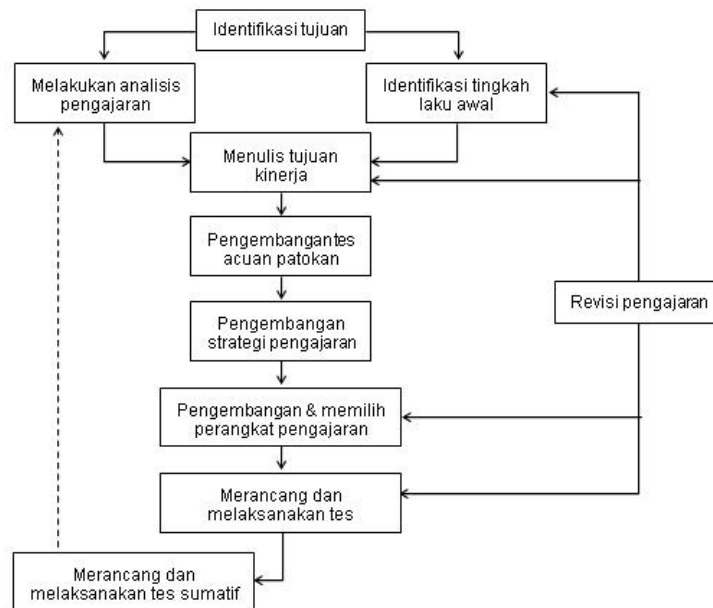 Identifikasi tujuan
Melakukan analisis
pengajaran
Identifikasi tingkah
laku awal
Menulis tujuan
kinerja
Pengembangantes
acuan patokan
Pengembangan
strategi pengajaran
Revisi pengajaran
Pengembangan & memilih
perangkat pengajaran
Merancang dan
melaksanakan tes
Merancang dan
melaksanakan tes sumatif